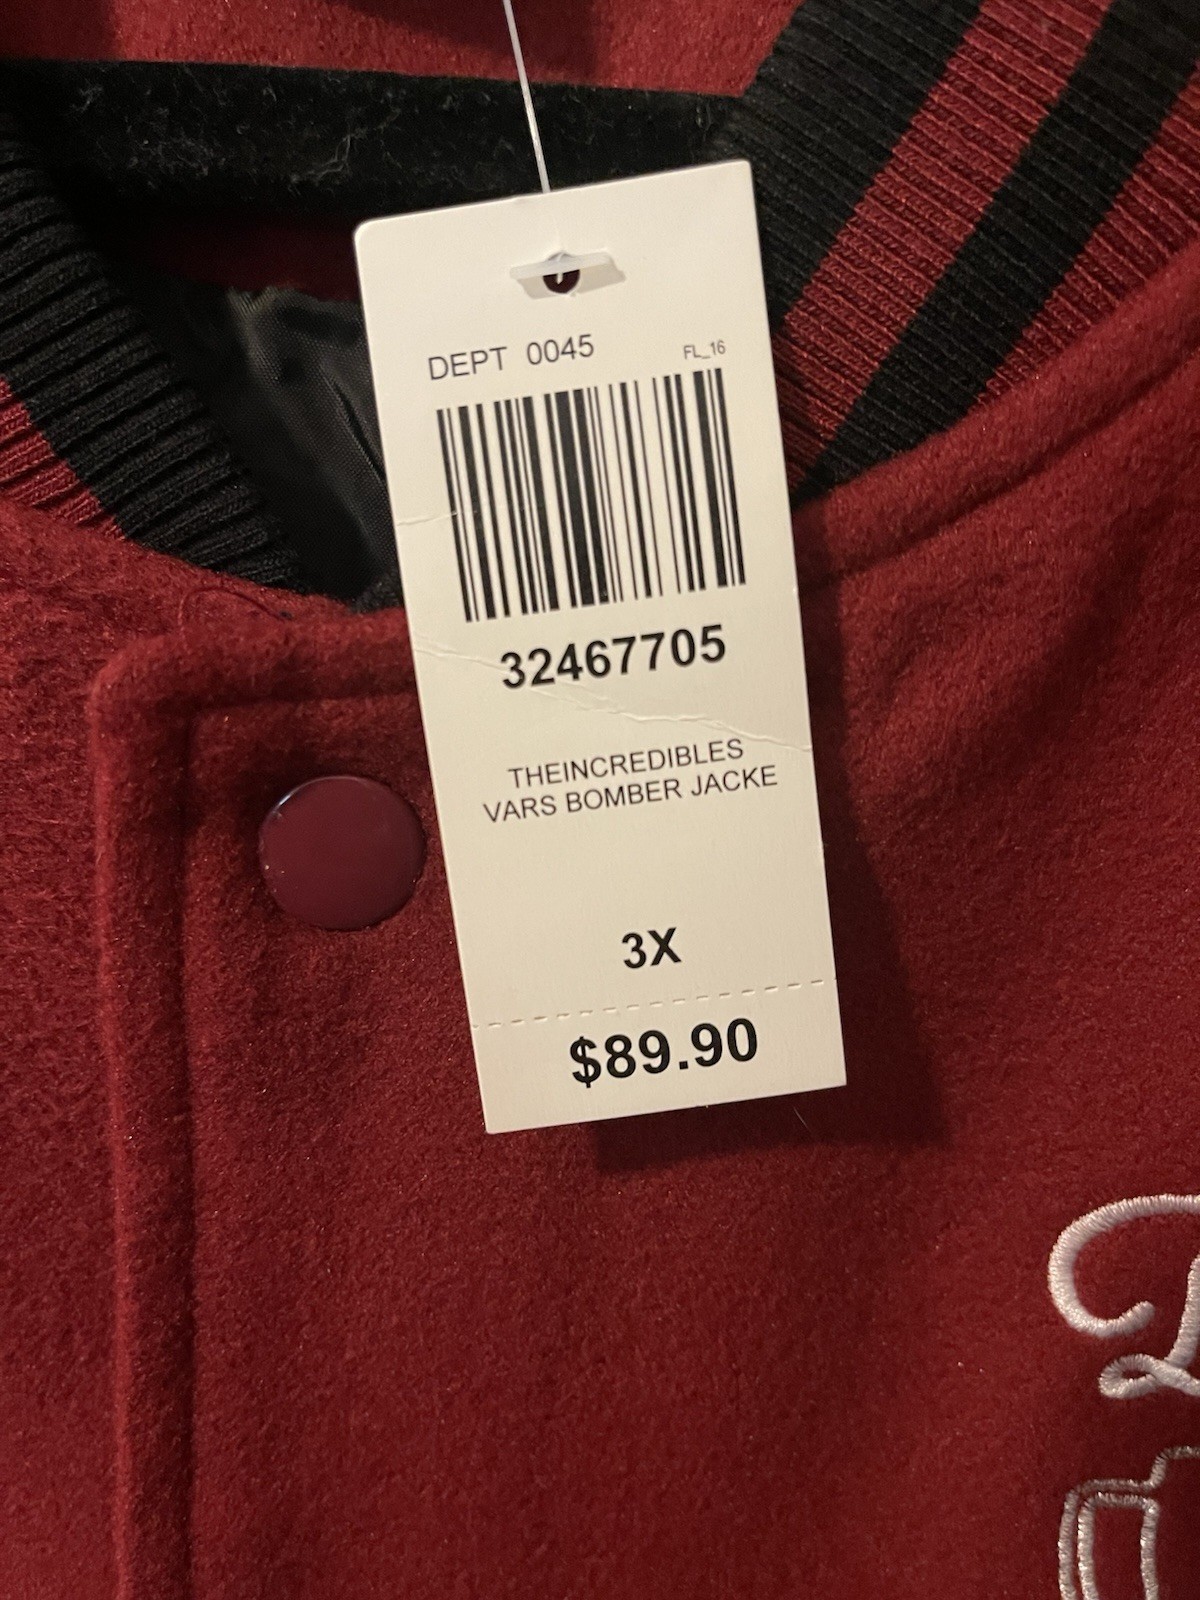 DEPT 0045
FL_16
32467705
THEINCREDIBLES
VARS BOMBER JACKE
3X
$89.90